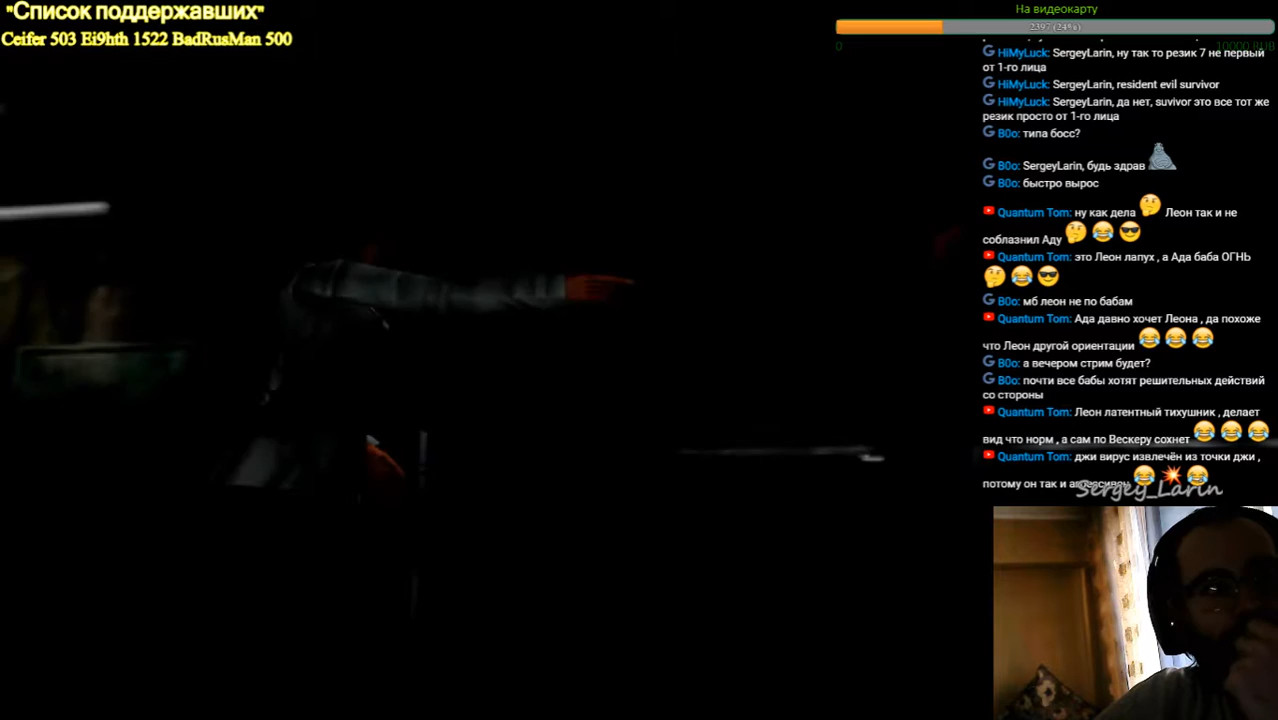 "Список поддержавших"
Ceifer 503 Ei9hth 1522 BadRusMan 500
На видеокарту
2397 (24%)
0
10000 RUB
HiMyLuck: SergeyLarin, ну так то резик 7 не первый
от 1-го лица
HiMyLuck: SergeyLarin, resident evil survivor
HiMyLuck: SergeyLarin, да нет, suvivor это все тот же
резик просто от 1-го лица
B0o: типа босс?
B0o: SergeyLarin, будь здрав
B0o: быстро вырос
Quantum Tom: ну как дела 🤔 Леон так и не
соблазнил Аду 🤔 😂 😎
Quantum Tom: это Леон лапух , а Ада баба ОГНЬ
🤔 😂 😎
B0o: мб леон не по бабам
Quantum Tom: Ада давно хочет Леона , да похоже
что Леон другой ориентации 😂 😂 😂
B0o: а вечером стрим будет?
B0o: почти все бабы хотят решительных действий
со стороны
Quantum Tom: Леон латентный тихушник , делает
вид что норм , а сам по Вескеру сохнет 😂 😂 😂
Quantum Tom: джи вирус извлечён из точки джи ,
потому он так и агрессивен 😂 💥 😂
Sergey_Larin